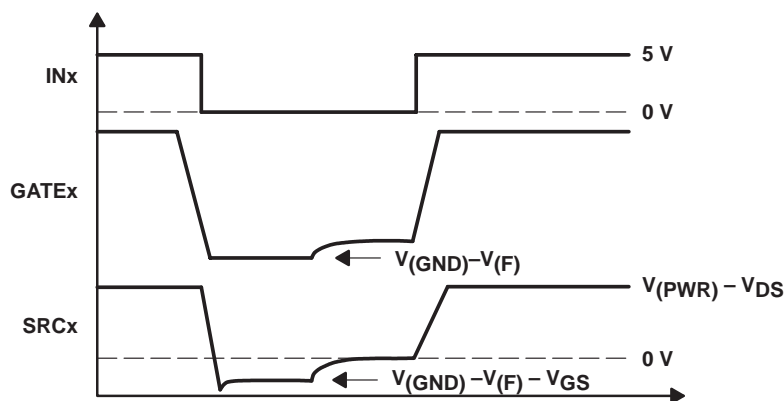 5 V
INx
0 V
GATEx
V(GND)–V(F)
V(PWR) – VDS
SRCx
0 V
V(GND) –V(F) – VGS